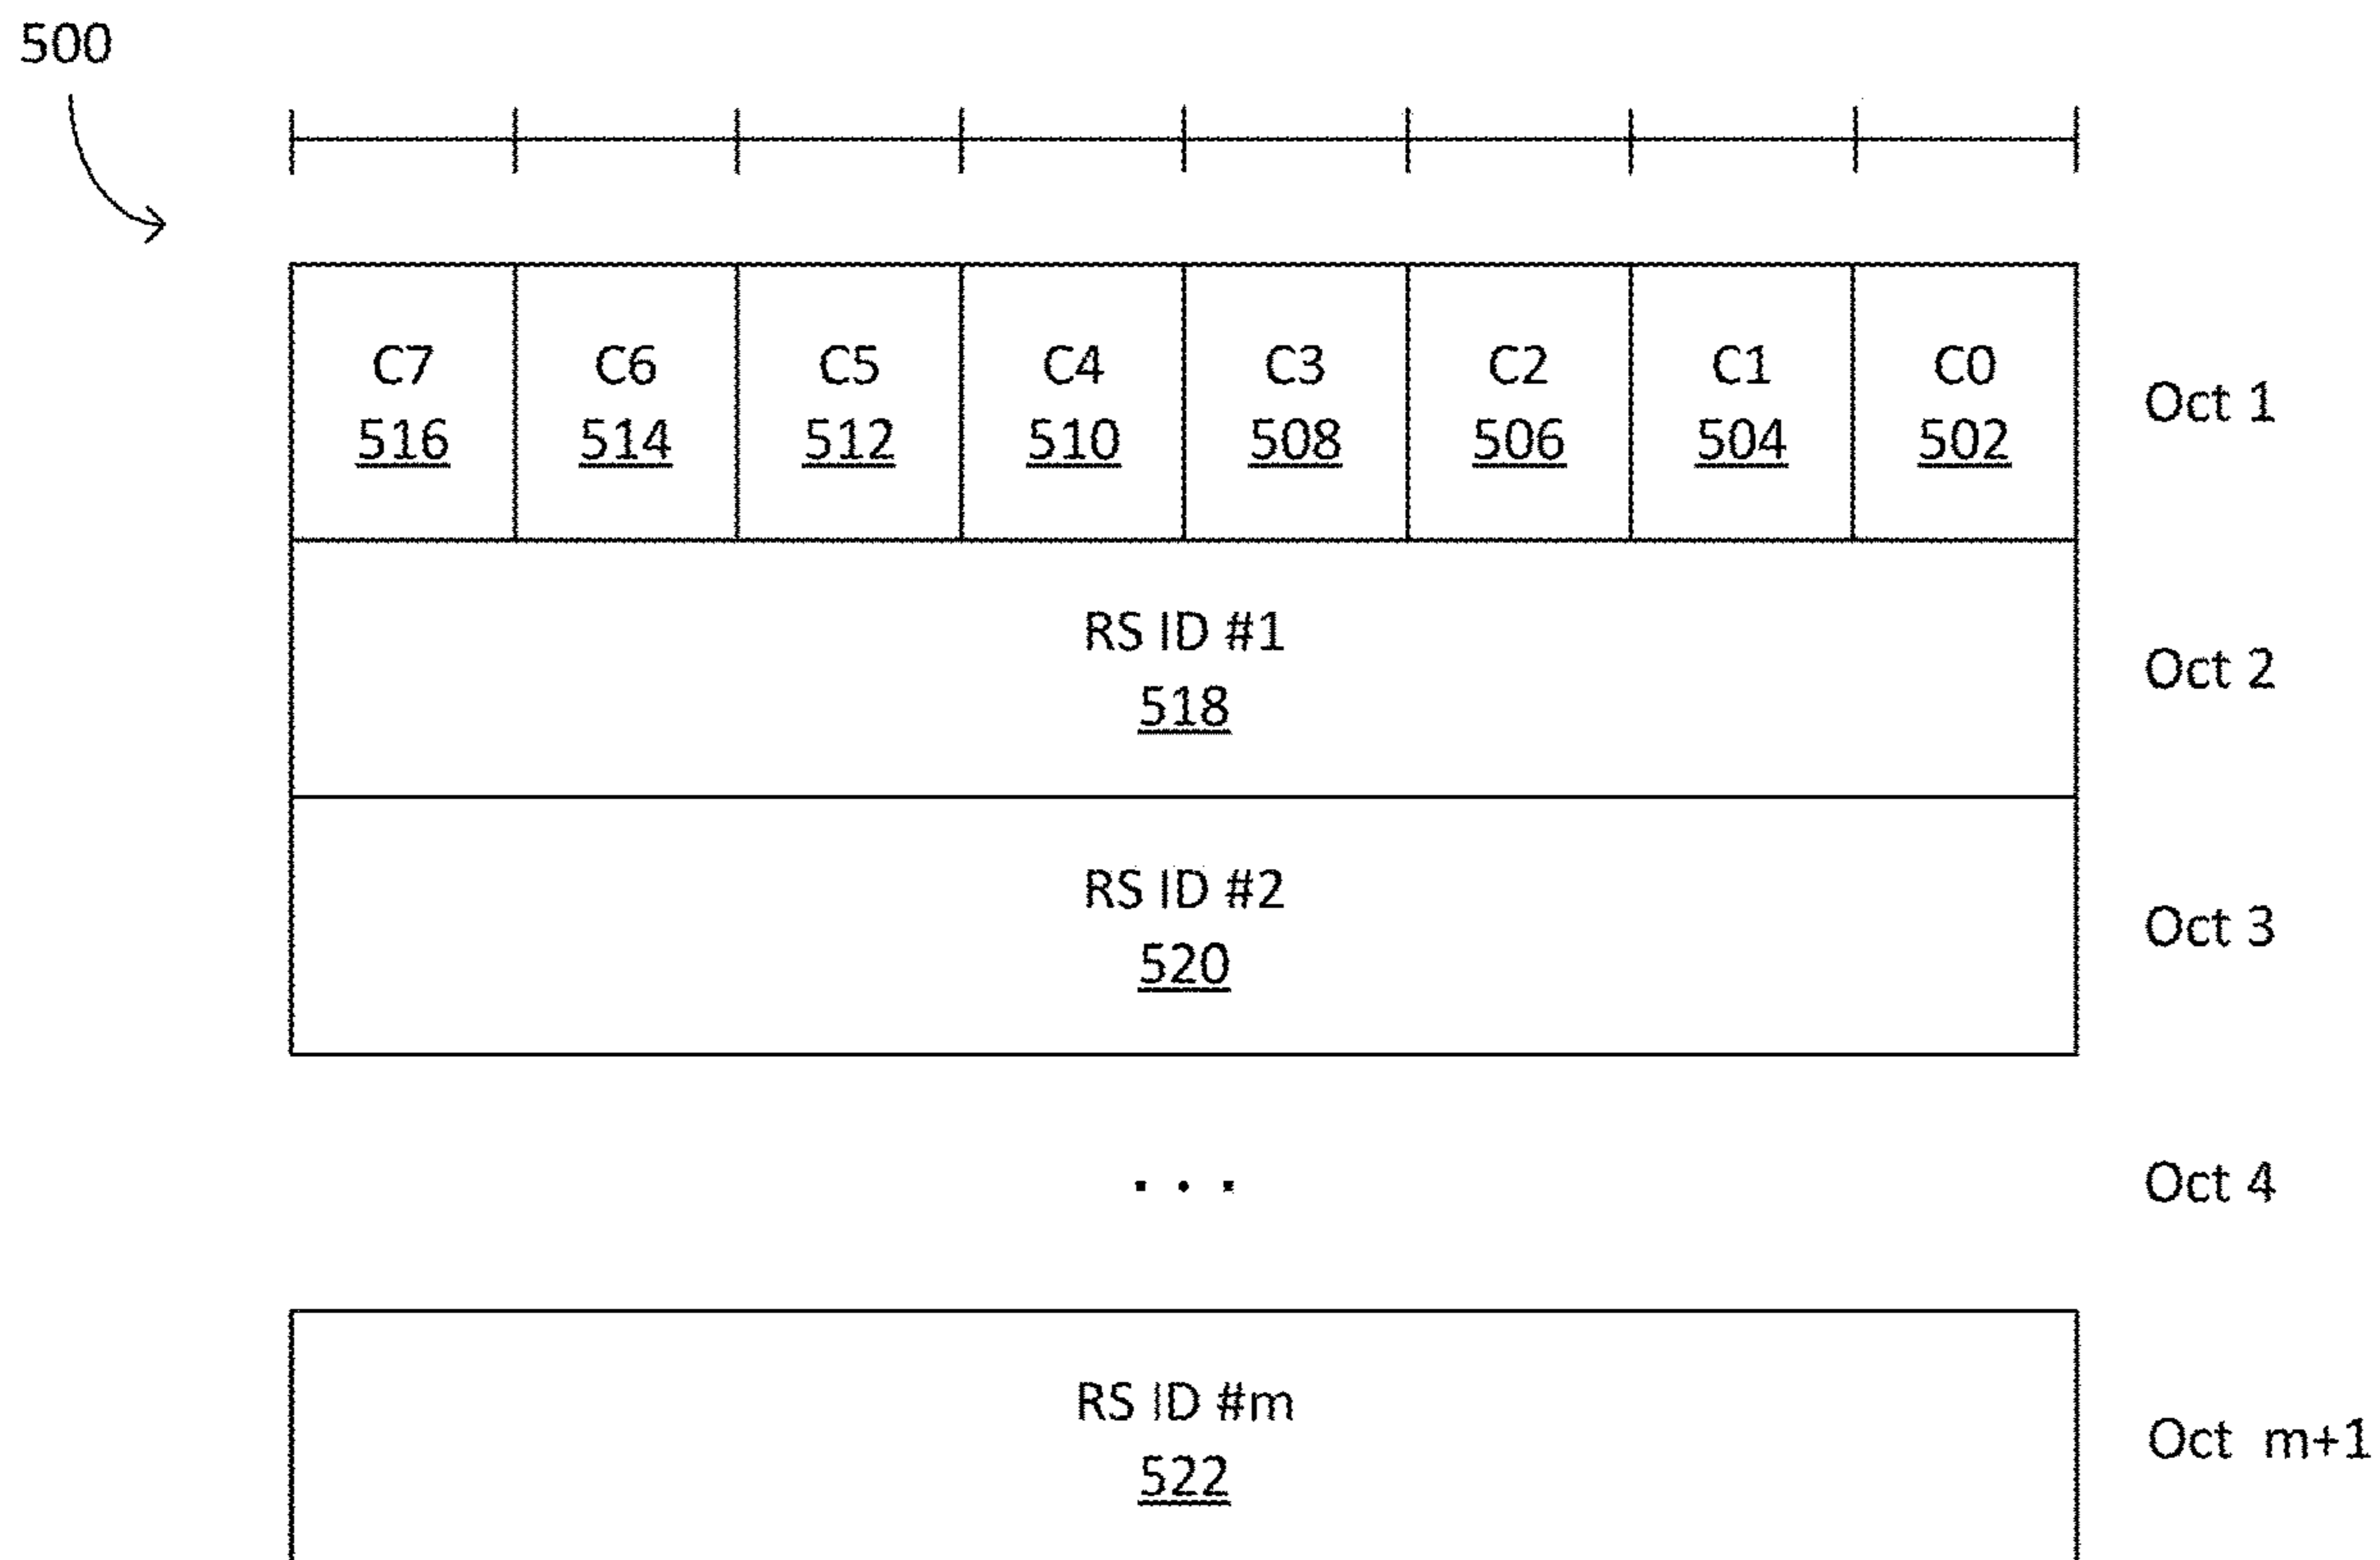 500
C7 C6 C5 C4 C3 C2 C1 C0
516 514 512 510 508 506 504 502
Oct 1
RS ID #1
518
Oct 2
RS ID #2
520
Oct 3
. . .
Oct 4
RS ID #m
522
Oct m+1